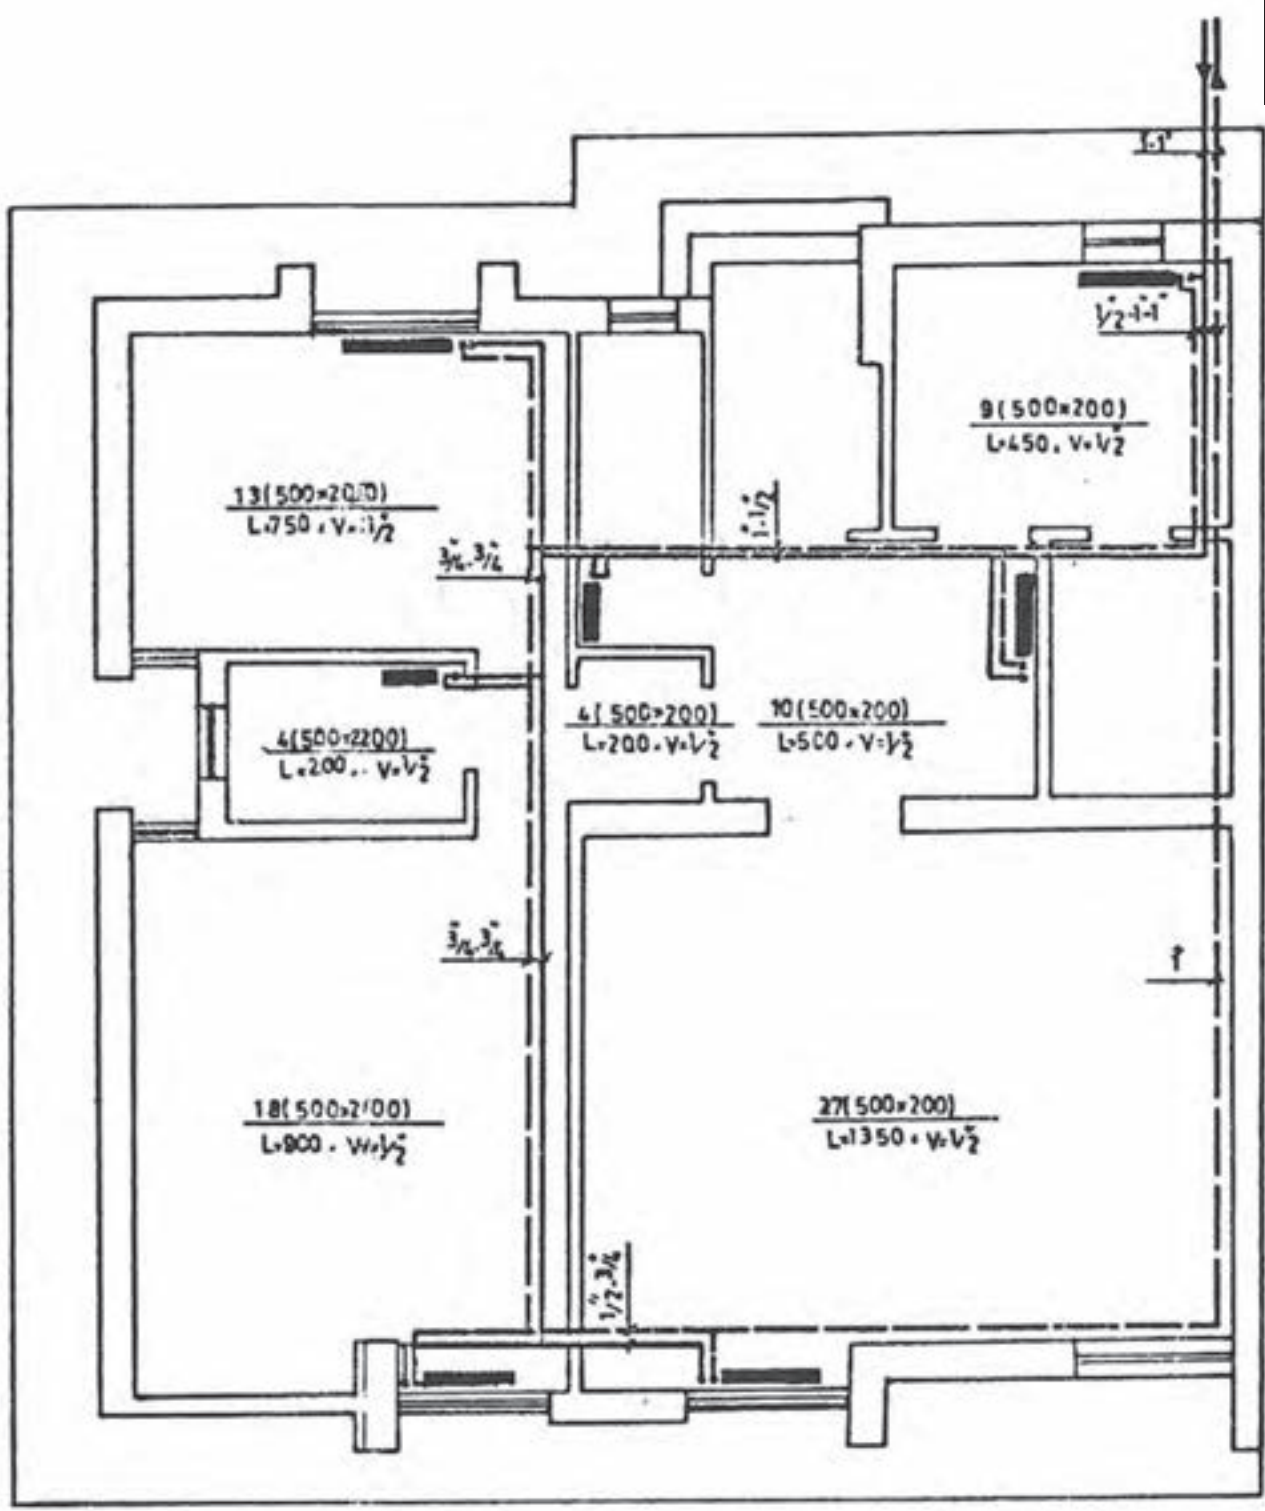 1"-1"
1/2"-1"-1"
9(500×200)
L=450. V=1/2"
13(500×200)
L=750. V=1/2"
1"-1/2"
3/4"-3/4"
4(500×200)
L=200. V=1/2"
10(500×200)
L=500. V=1/2"
4(500×2200)
L=200.. V=1/2"
3/4"-3/4"
1"
18(500×200)
L=900. V=1/2"
27(500×200)
L=1350. V=1/2"
1/2"-3/4"